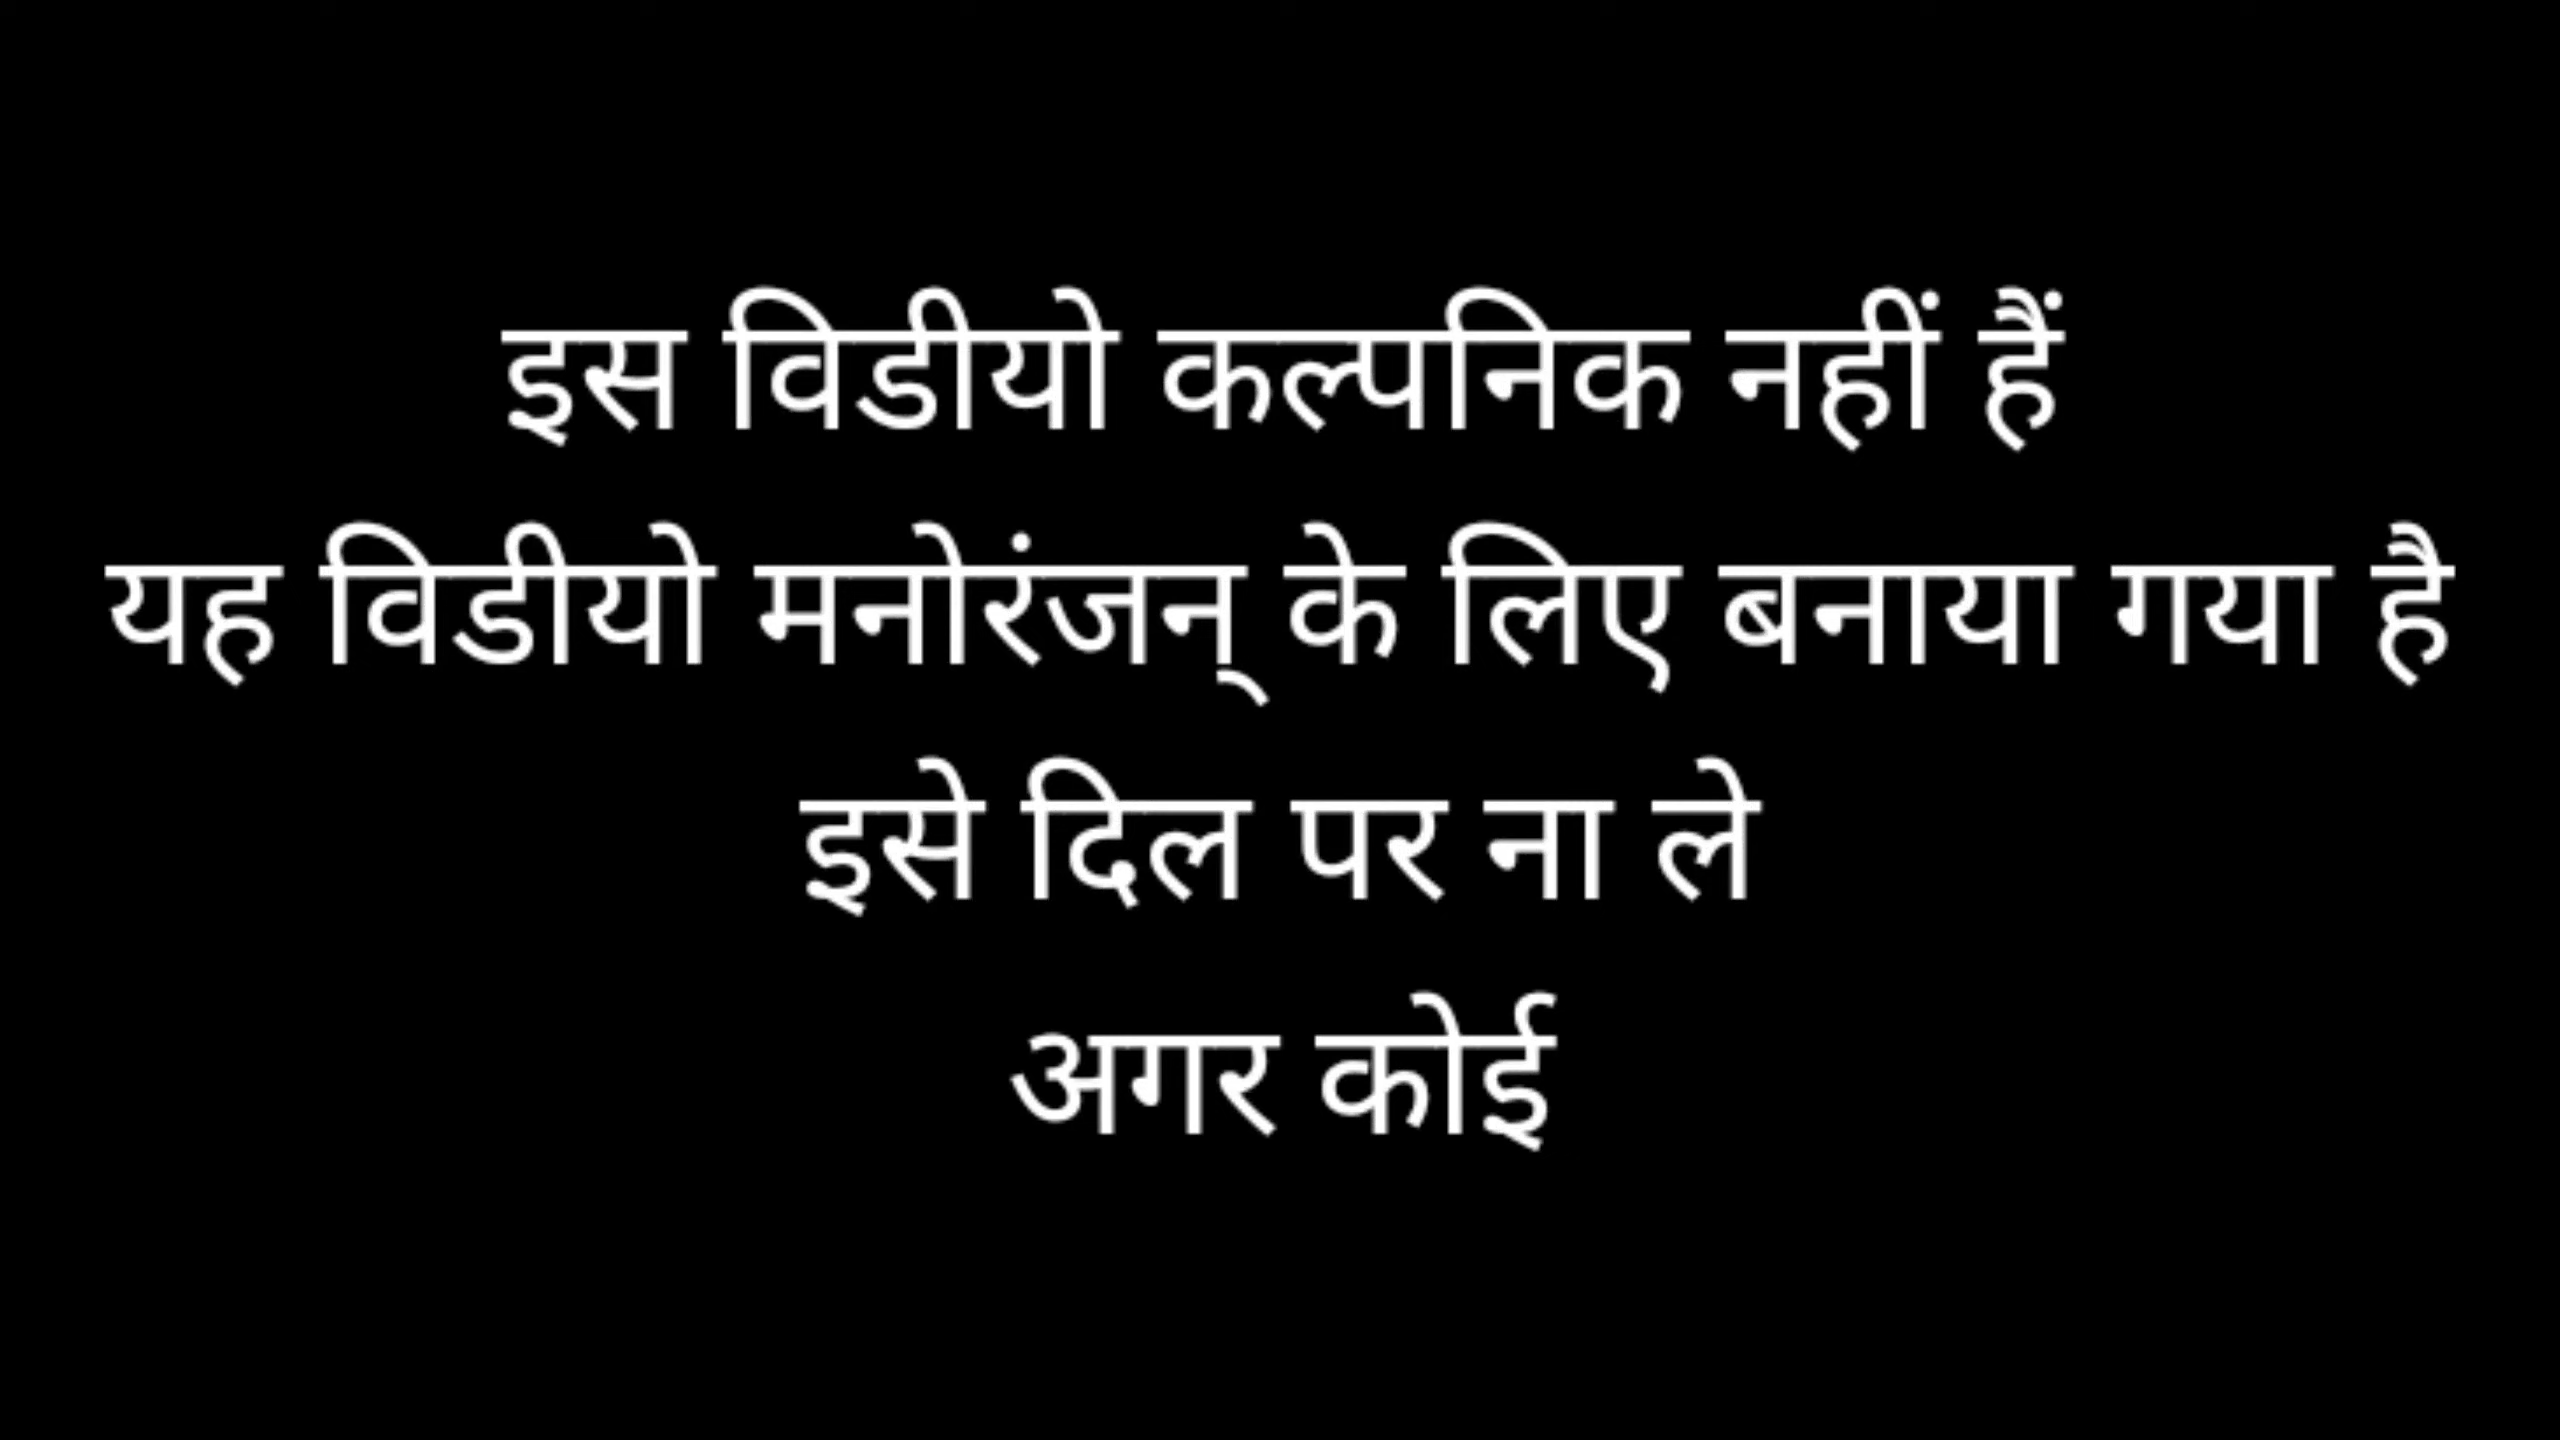 इस विडीयो कल्पनिक नहीं हैं
यह विडीयो मनोरंजन् के लिए बनाया गया है
इसे दिल पर ना ले
अगर कोई